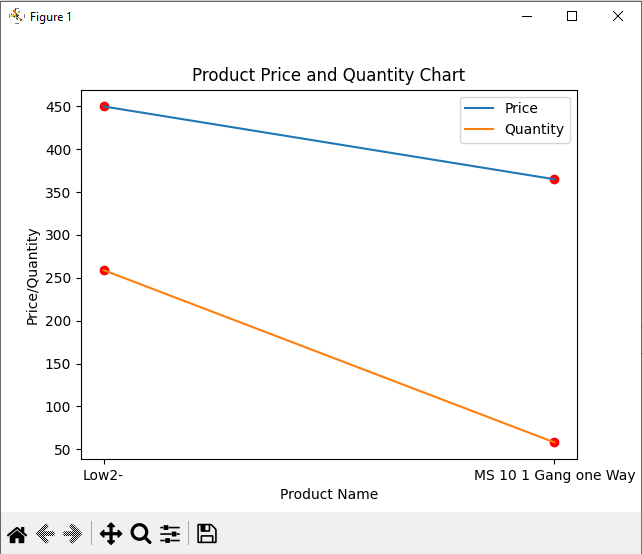 Figure 1
Product Price and Quantity Chart
Price
Quantity
450
400
350
300
250
200
150
100
50
Price/Quantity
Low2-
MS 10 1 Gang one Way
Product Name